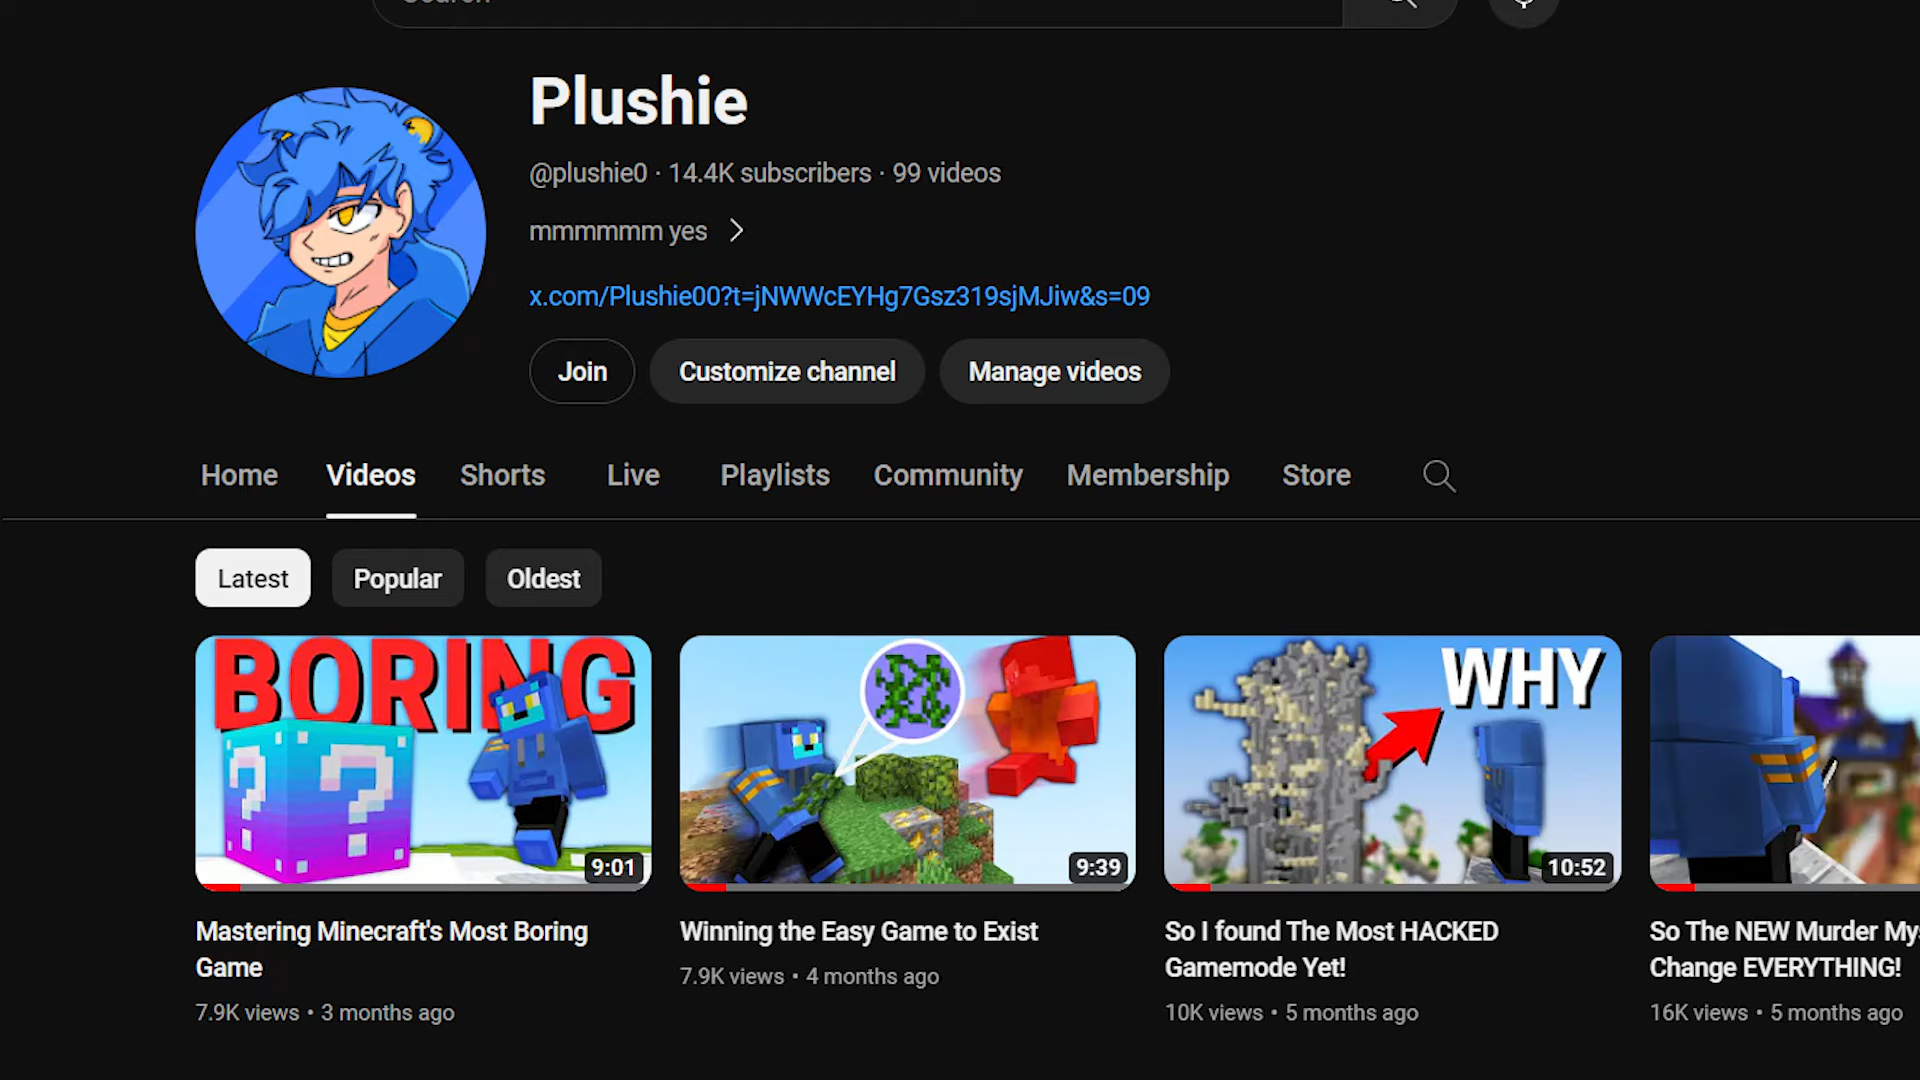 Plushie
@plushie0 · 14.4K subscribers · 99 videos
mmmmmm yes
x.com/Plushie00?t=jNWWcEYHg7Gsz319sjMJiw&s=09
Join Customize channel Manage videos
Home Videos Shorts Live Playlists Community Membership Store
Latest Popular Oldest
BORING
? ?
9:01
9:39
WHY
10:52
Mastering Minecraft's Most Boring
Game
7.9K views • 3 months ago
Winning the Easy Game to Exist
7.9K views • 4 months ago
So I found The Most HACKED
Gamemode Yet!
10K views • 5 months ago
So The NEW Murder
Change EVERYTHING!
16K views • 5 months ago